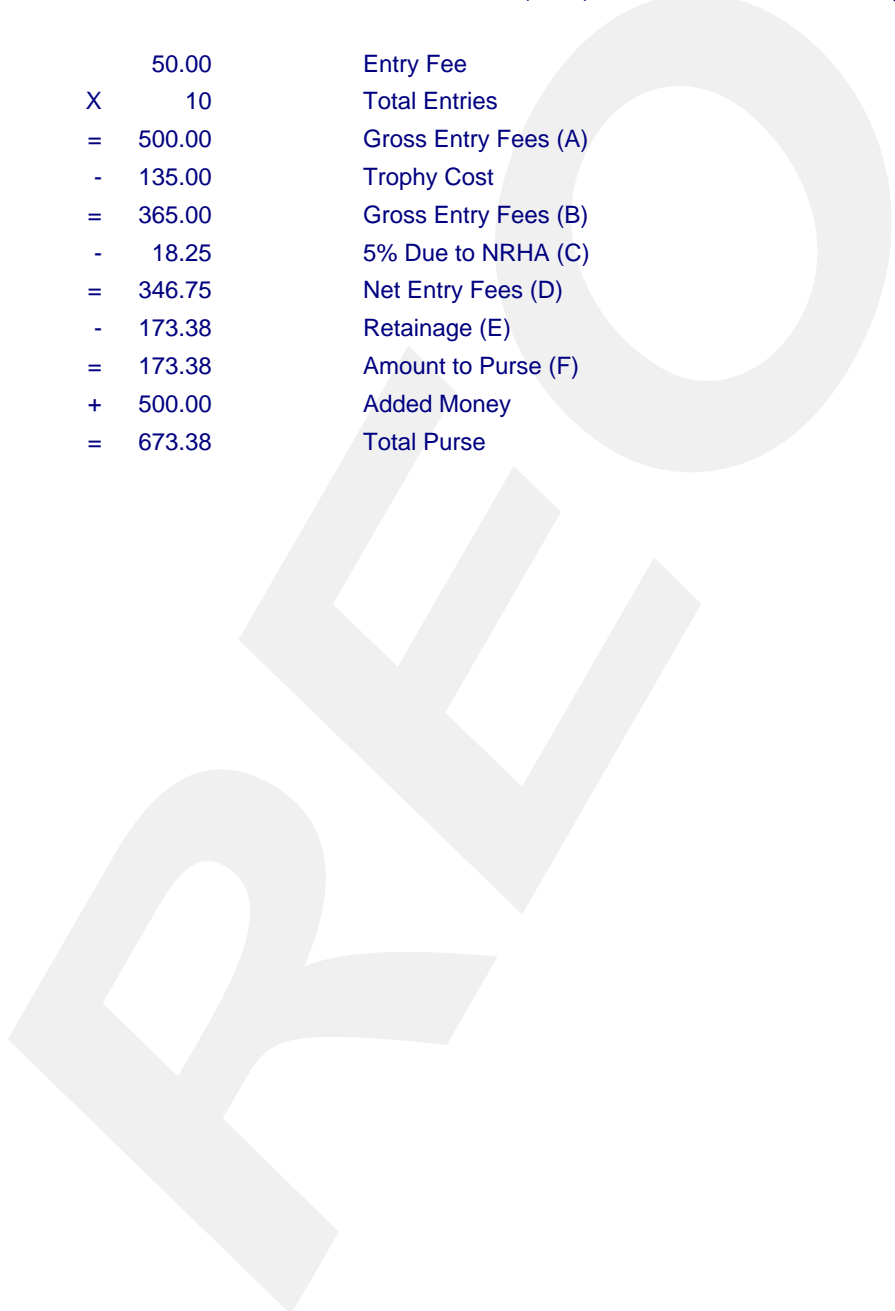 50.00 Entry Fee
X 10 Total Entries
= 500.00 Gross Entry Fees (A)
- 135.00 Trophy Cost
= 365.00 Gross Entry Fees (B)
- 18.25 5% Due to NRHA (C)
= 346.75 Net Entry Fees (D)
- 173.38 Retainage (E)
= 173.38 Amount to Purse (F)
+ 500.00 Added Money
= 673.38 Total Purse
REO